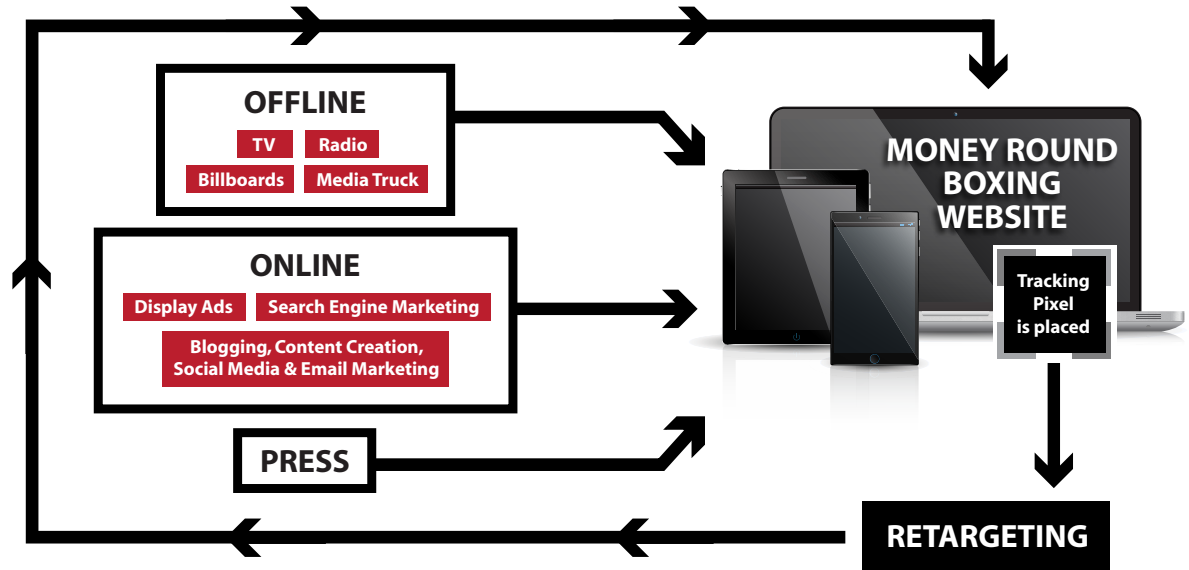 OFFLINE
TV
Radio
Billboards
Media Truck
ONLINE
Display Ads
Search Engine Marketing
Blogging, Content Creation,
Social Media & Email Marketing
PRESS
MONEY ROUND
BOXING
WEBSITE
Tracking
Pixel
is placed
RETARGETING